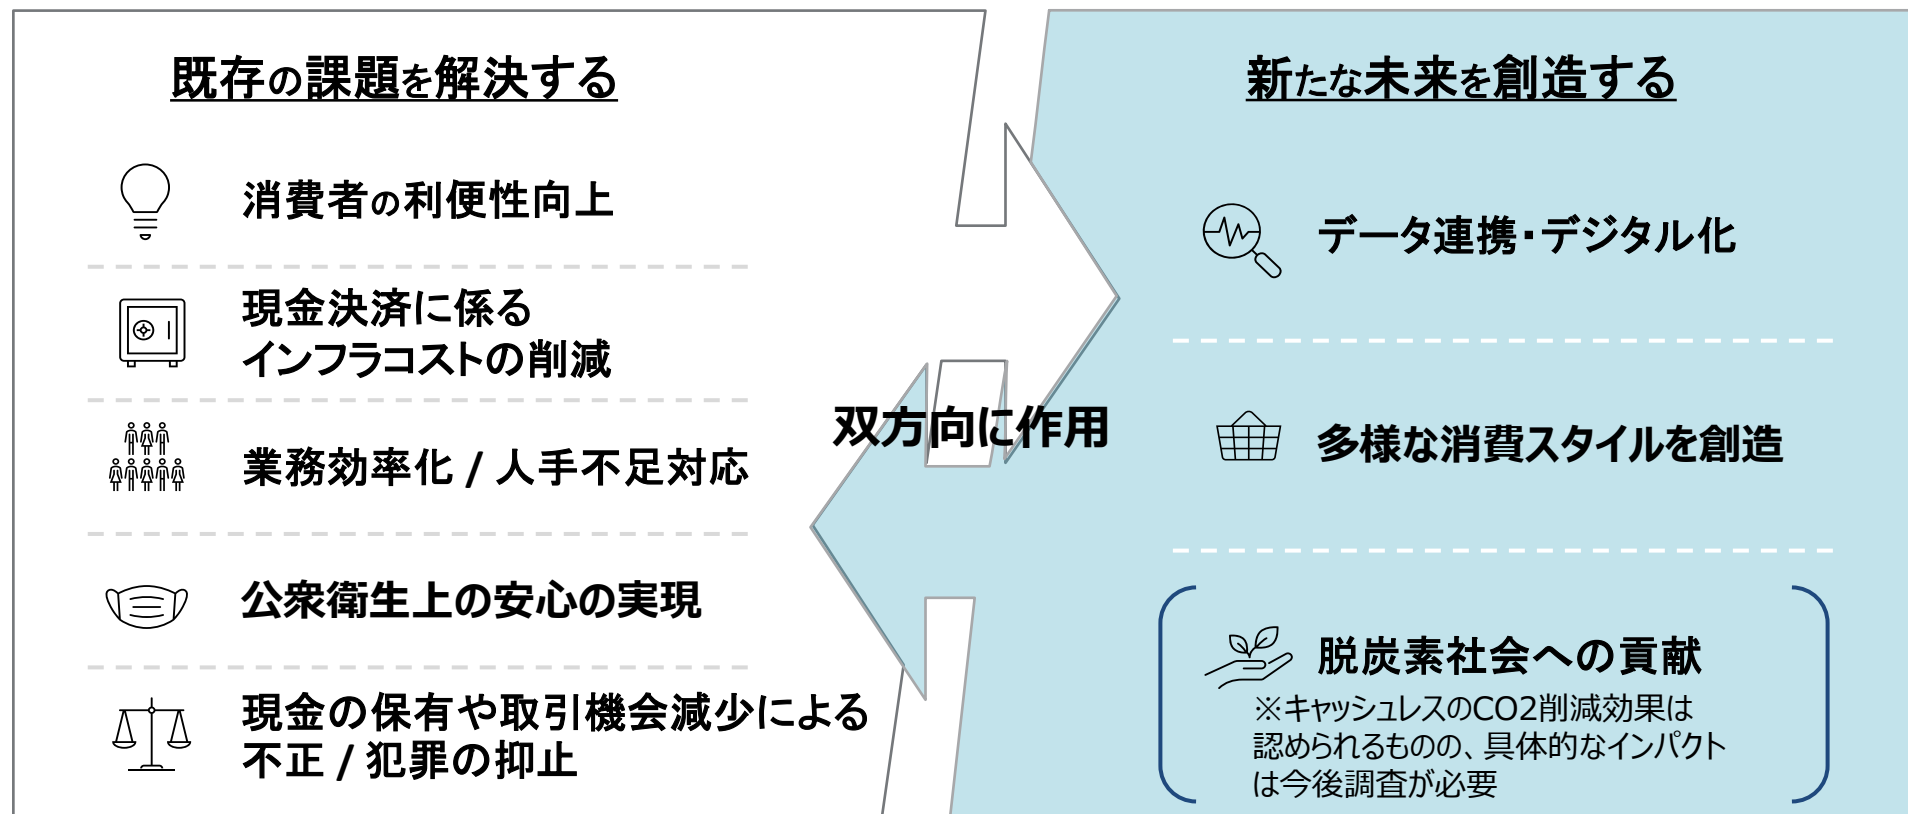 既存の課題を解決する
消費者の利便性向上
現金決済に係る
インフラコストの削減
業務効率化 / 人手不足対応
公衆衛生上の安心の実現
現金の保有や取引機会減少による
不正 / 犯罪の抑止
双方向に作用
新たな未来を創造する
データ連携・デジタル化
多様な消費スタイルを創造
脱炭素社会への貢献
※キャッシュレスのCO2削減効果は
認められるものの、具体的なインパクト
は今後調査が必要